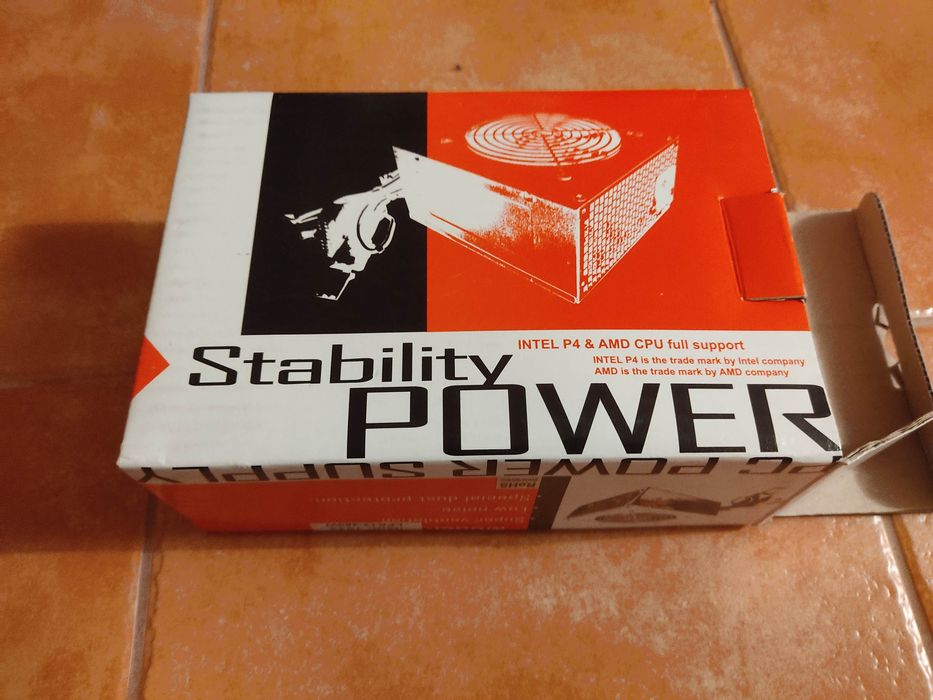 INTEL P4 & AMD CPU full support
INTEL P4 is the trade mark by Intel company
AMD is the trade mark by AMD company
Stability
POWER
PC POWER SUPPLY
RoHS
Special dust protection
Low noise
Super